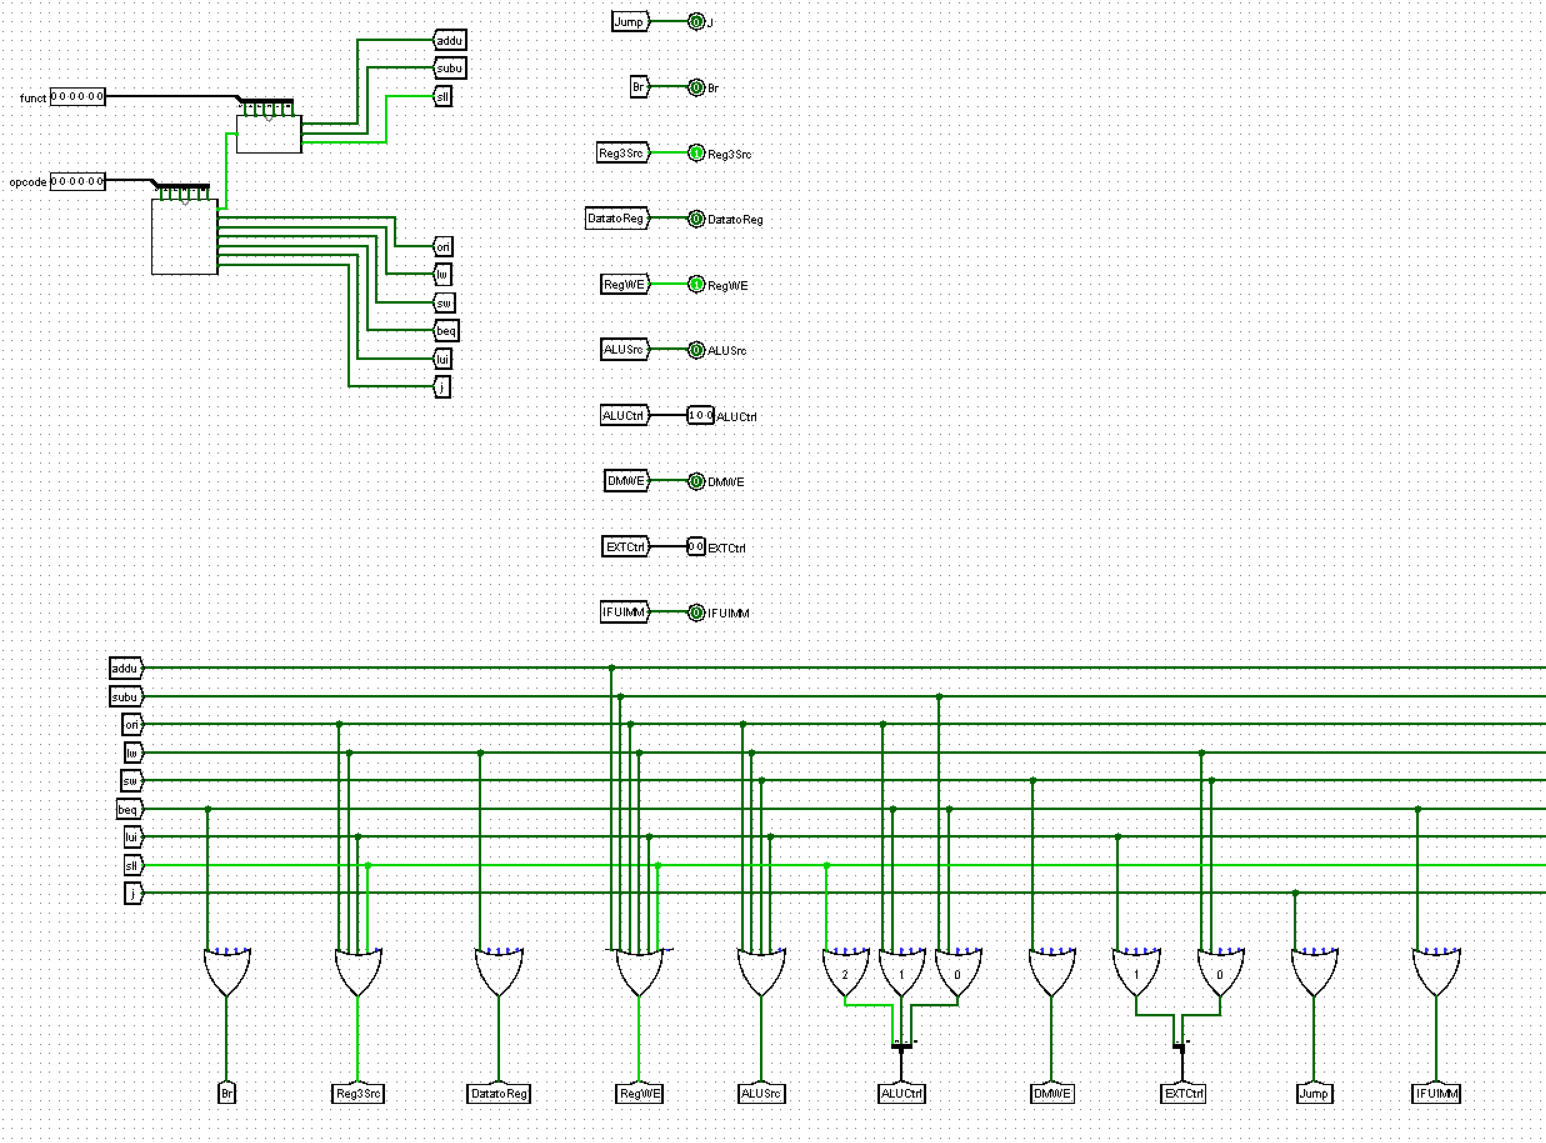 Jump 0 J
addu
subu
Br 0 Br
funct 000000
sll
Reg3Src 1 Reg3Src
opcode 000000
DatatoReg 0 DatatoReg
ori
lw
RegWE 1 RegWE
sw
beq
ALUSrc 0 ALUSrc
lui
j
ALUCtrl 100 ALUCtrl
DMWE 0 DMWE
EXTCtrl 00 EXTCtrl
IFUIMM 0 IFUIMM
addu
subu
ori
lw
sw
beq
lui
sll
j
2 1 0 1 0
Br Reg3Src DatatoReg RegWE ALUSrc ALUCtrl DMWE EXTCtrl Jump IFUIMM